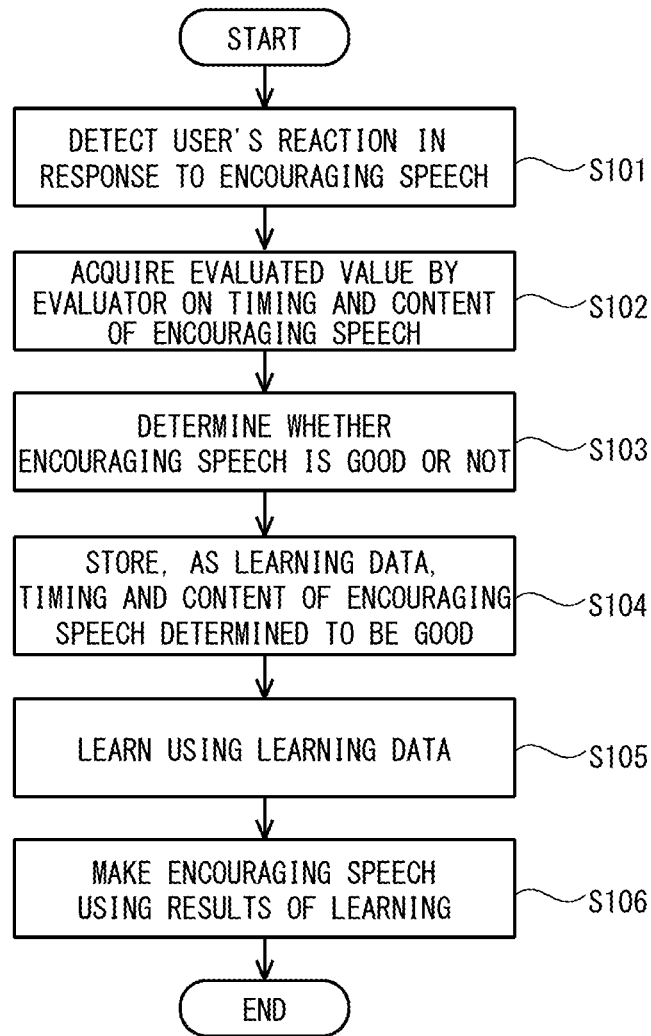 START
DETECT USER'S REACTION IN
RESPONSE TO ENCOURAGING SPEECH
S101
ACQUIRE EVALUATED VALUE BY
EVALUATOR ON TIMING AND CONTENT
OF ENCOURAGING SPEECH
S102
DETERMINE WHETHER
ENCOURAGING SPEECH IS GOOD OR NOT
S103
STORE, AS LEARNING DATA,
TIMING AND CONTENT OF ENCOURAGING
SPEECH DETERMINED TO BE GOOD
S104
LEARN USING LEARNING DATA
S105
MAKE ENCOURAGING SPEECH
USING RESULTS OF LEARNING
S106
END